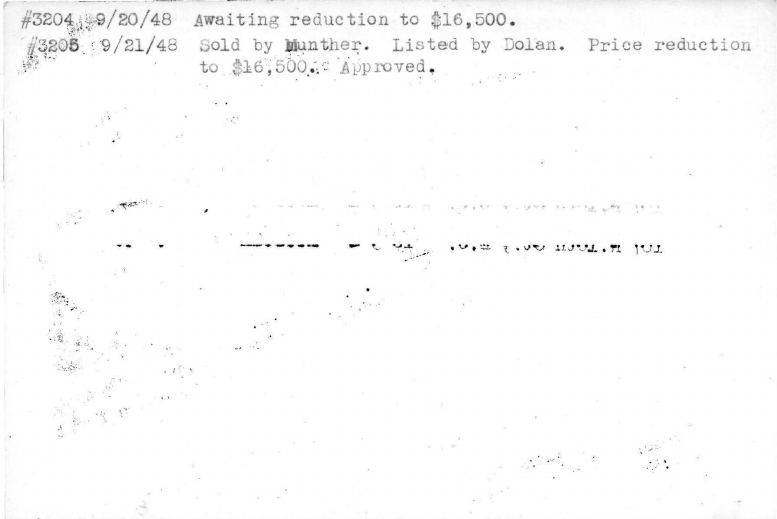 #3204 9/20/48 Awaiting reduction to $16,500.
#3205 9/21/48 Sold by Munther. Listed by Dolan. Price reduction
to $16,500. Approved.